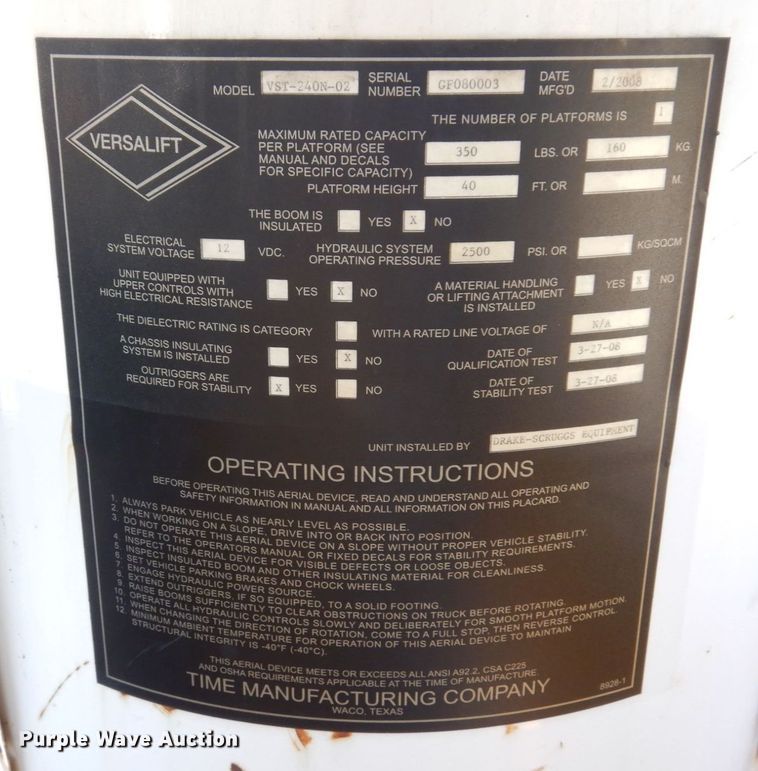 MODEL VST-240N-02 SERIAL NUMBER GF080003 DATE MFG'D 2/2008
VERSALIFT
THE NUMBER OF PLATFORMS IS 1
MAXIMUM RATED CAPACITY
PER PLATFORM (SEE 350 LBS. OR 160 KG.
MANUAL AND DECALS
FOR SPECIFIC CAPACITY)
PLATFORM HEIGHT 40 FT. OR M.
THE BOOM IS
INSULATED YES X NO
ELECTRICAL
SYSTEM VOLTAGE 12 VDC.
HYDRAULIC SYSTEM
OPERATING PRESSURE 2500 PSI. OR KG/SQCM
UNIT EQUIPPED WITH
UPPER CONTROLS WITH YES X NO
HIGH ELECTRICAL RESISTANCE
A MATERIAL HANDLING
OR LIFTING ATTACHMENT YES X NO
IS INSTALLED
THE DIELECTRIC RATING IS CATEGORY WITH A RATED LINE VOLTAGE OF N/A
A CHASSIS INSULATING
SYSTEM IS INSTALLED YES X NO
DATE OF
QUALIFICATION TEST 3-27-08
OUTRIGGERS ARE
REQUIRED FOR STABILITY X YES NO
DATE OF
STABILITY TEST 3-27-08
UNIT INSTALLED BY DRAKE-SCRUGGS EQUIPMENT
OPERATING INSTRUCTIONS
BEFORE OPERATING THIS AERIAL DEVICE, READ AND UNDERSTAND ALL OPERATING AND
SAFETY INFORMATION IN MANUAL AND ALL INFORMATION ON THIS PLACARD.
1. ALWAYS PARK VEHICLE AS NEARLY LEVEL AS POSSIBLE.
2. WHEN WORKING ON A SLOPE, DRIVE INTO OR BACK INTO POSITION.
3. DO NOT OPERATE THIS AERIAL DEVICE ON A SLOPE WITHOUT PROPER VEHICLE STABILITY.
REFER TO THE OPERATORS MANUAL OR FIXED DECALS FOR STABILITY REQUIREMENTS.
4. INSPECT THIS AERIAL DEVICE FOR VISIBLE DEFECTS OR LOOSE OBJECTS.
5. INSPECT INSULATED BOOM AND OTHER INSULATING MATERIAL FOR CLEANLINESS.
6. SET VEHICLE PARKING BRAKES AND CHOCK WHEELS.
7. ENGAGE HYDRAULIC POWER SOURCE.
8. EXTEND OUTRIGGERS, IF SO EQUIPPED, TO A SOLID FOOTING.
9. RAISE BOOMS SUFFICIENTLY TO CLEAR OBSTRUCTIONS ON TRUCK BEFORE ROTATING.
10. OPERATE ALL HYDRAULIC CONTROLS SLOWLY AND DELIBERATELY FOR SMOOTH PLATFORM MOTION.
11. WHEN CHANGING THE DIRECTION OF ROTATION, COME TO A FULL STOP, THEN REVERSE CONTROL.
12. MINIMUM AMBIENT TEMPERATURE FOR OPERATION OF THIS AERIAL DEVICE TO MAINTAIN
STRUCTURAL INTEGRITY IS -40°F (-40°C).
THIS AERIAL DEVICE MEETS OR EXCEEDS ALL ANSI A92.2, CSA C225
AND OSHA REQUIREMENTS APPLICABLE AT THE TIME OF MANUFACTURE.
TIME MANUFACTURING COMPANY
WACO, TEXAS
8928-1
Purple Wave Auction